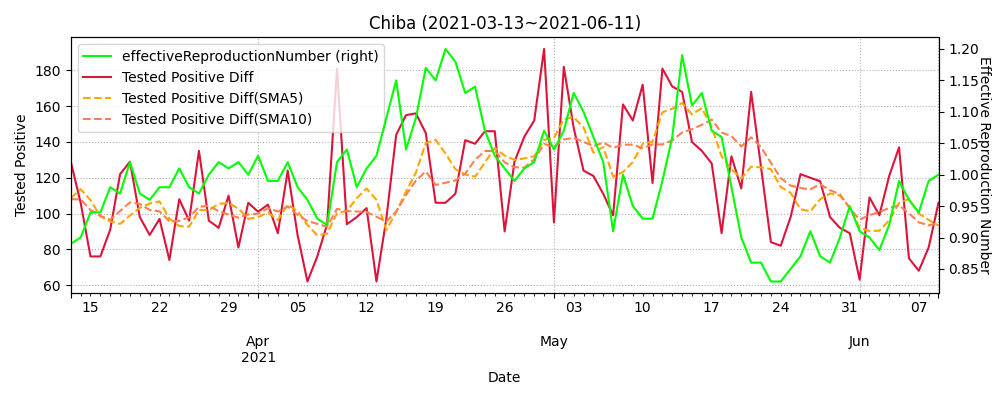 Chiba (2021-03-13~2021-06-11)
effectiveReproductionNumber (right)
Tested Positive Diff
Tested Positive Diff(SMA5)
Tested Positive Diff(SMA10)
Tested Positive
180
160
140
120
100
80
60
1.20
1.15
1.10
1.05
1.00
0.95
0.90
0.85
Effective Reproduction Number
15 22 29 05 12 19 26 03 10 17 24 31 07
Apr May Jun
2021
Date